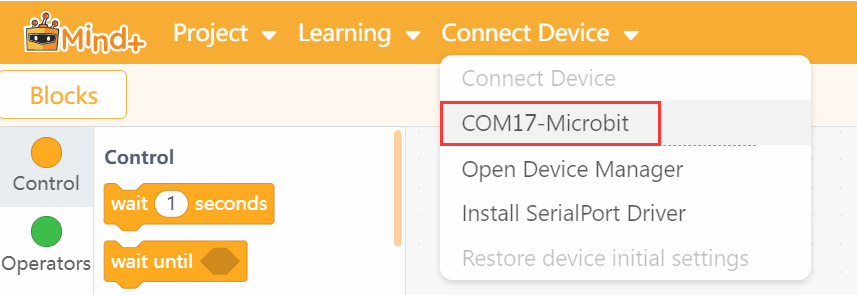 Mind+ Project Learning Connect Device
Connect Device
Blocks
COM17-Microbit
Control
Control
Open Device Manager
wait 1 seconds
Install SerialPort Driver
Operators
wait until
Restore device initial settings